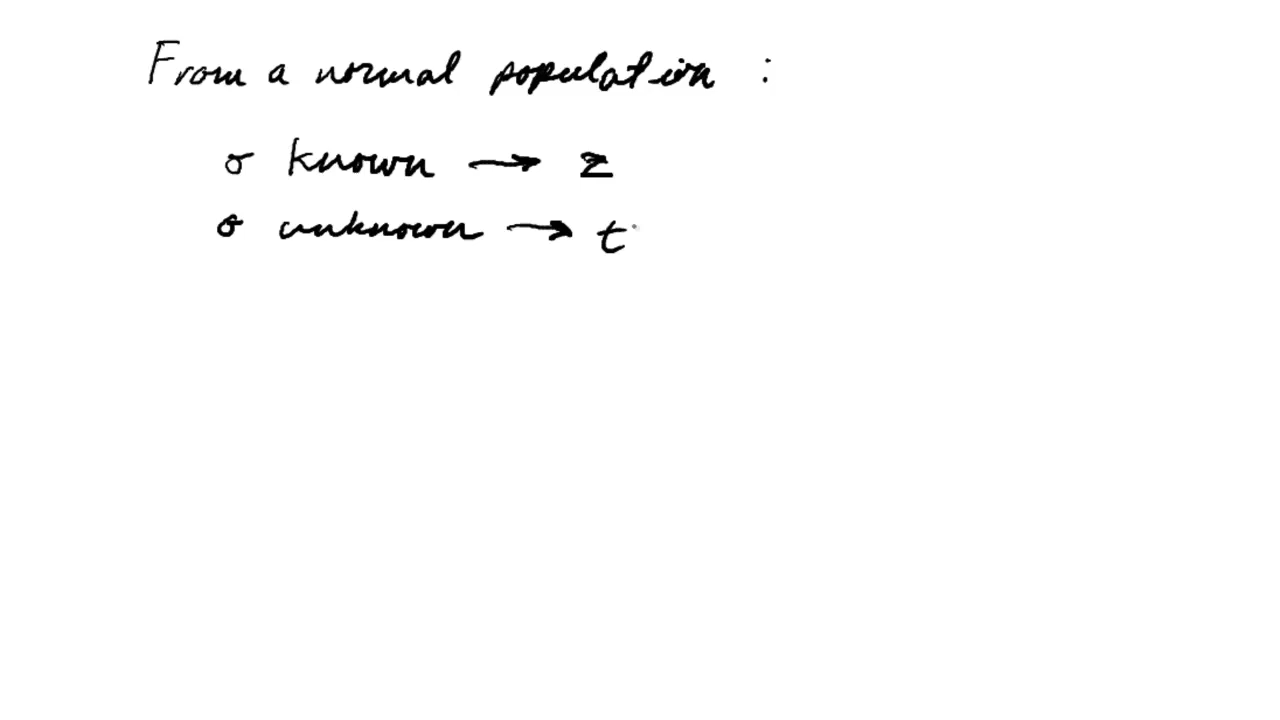 From a normal population :
σ known → z
σ unknown → t